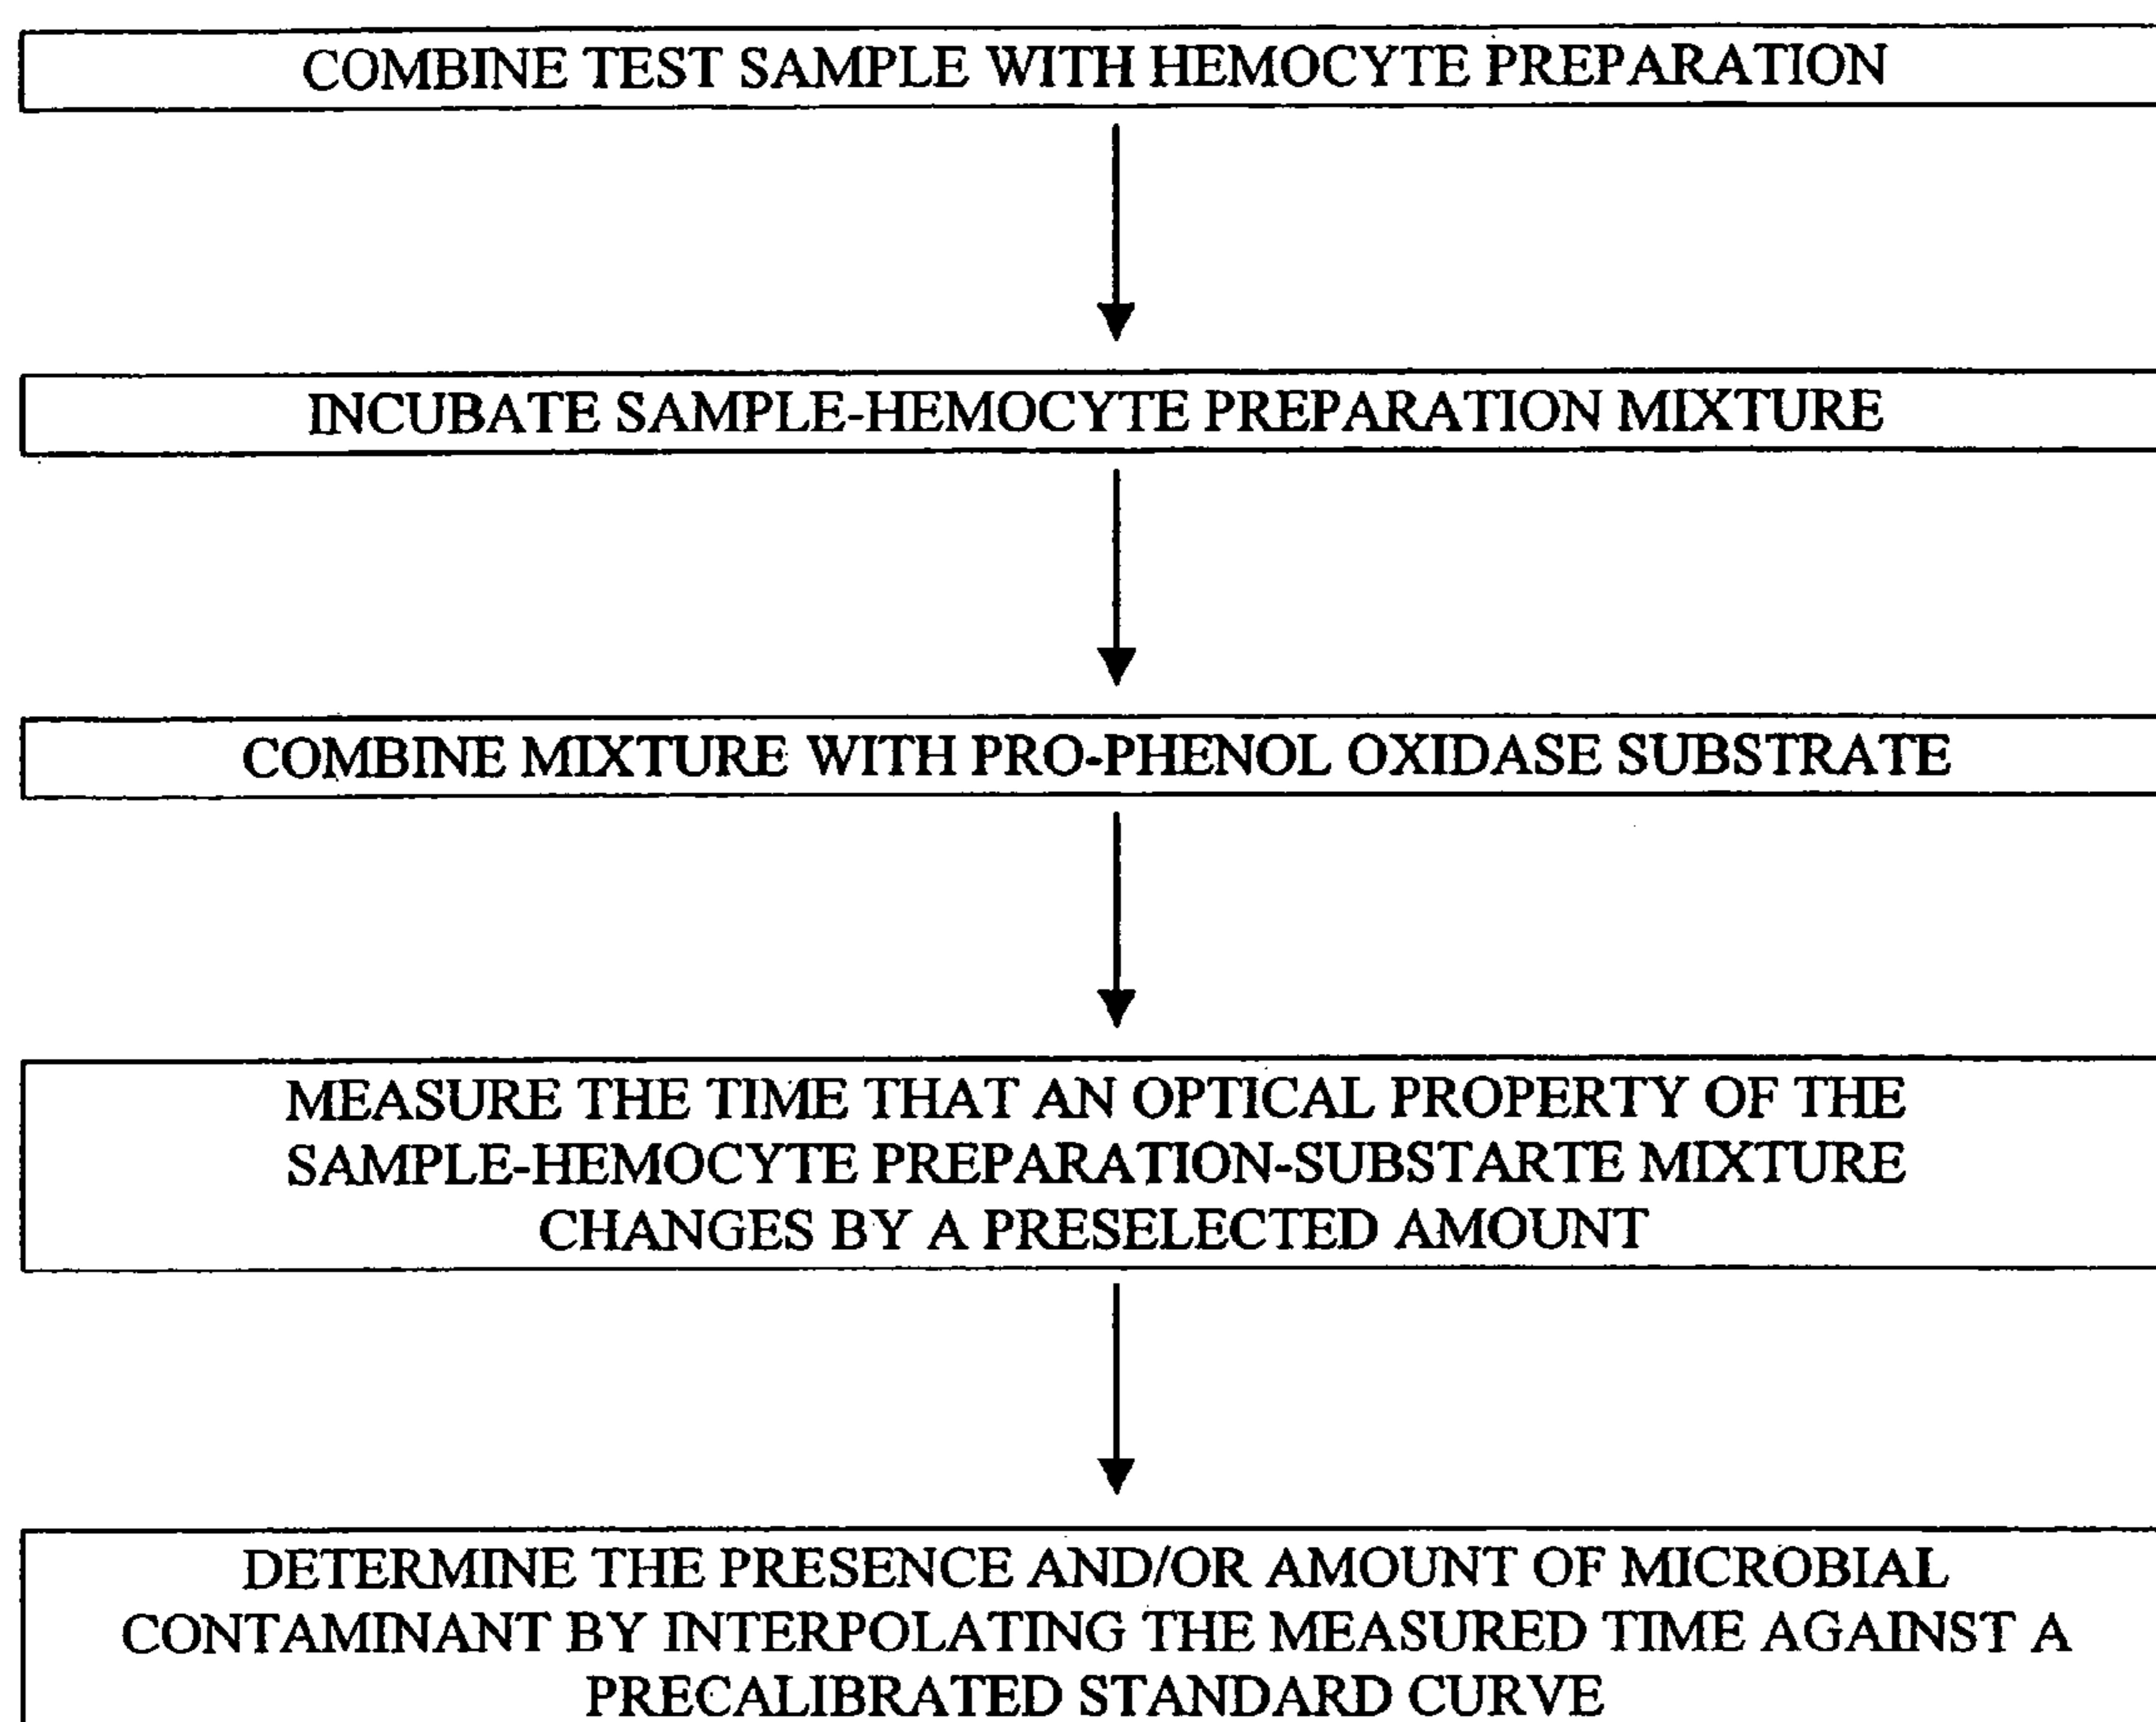 COMBINE TEST SAMPLE WITH HEMOCYTE PREPARATION
INCUBATE SAMPLE-HEMOCYTE PREPARATION MIXTURE
COMBINE MIXTURE WITH PRO-PHENOL OXIDASE SUBSTRATE
MEASURE THE TIME THAT AN OPTICAL PROPERTY OF THE
SAMPLE-HEMOCYTE PREPARATION-SUBSTARTE MIXTURE
CHANGES BY A PRESELECTED AMOUNT
DETERMINE THE PRESENCE AND/OR AMOUNT OF MICROBIAL
CONTAMINANT BY INTERPOLATING THE MEASURED TIME AGAINST A
PRECALIBRATED STANDARD CURVE